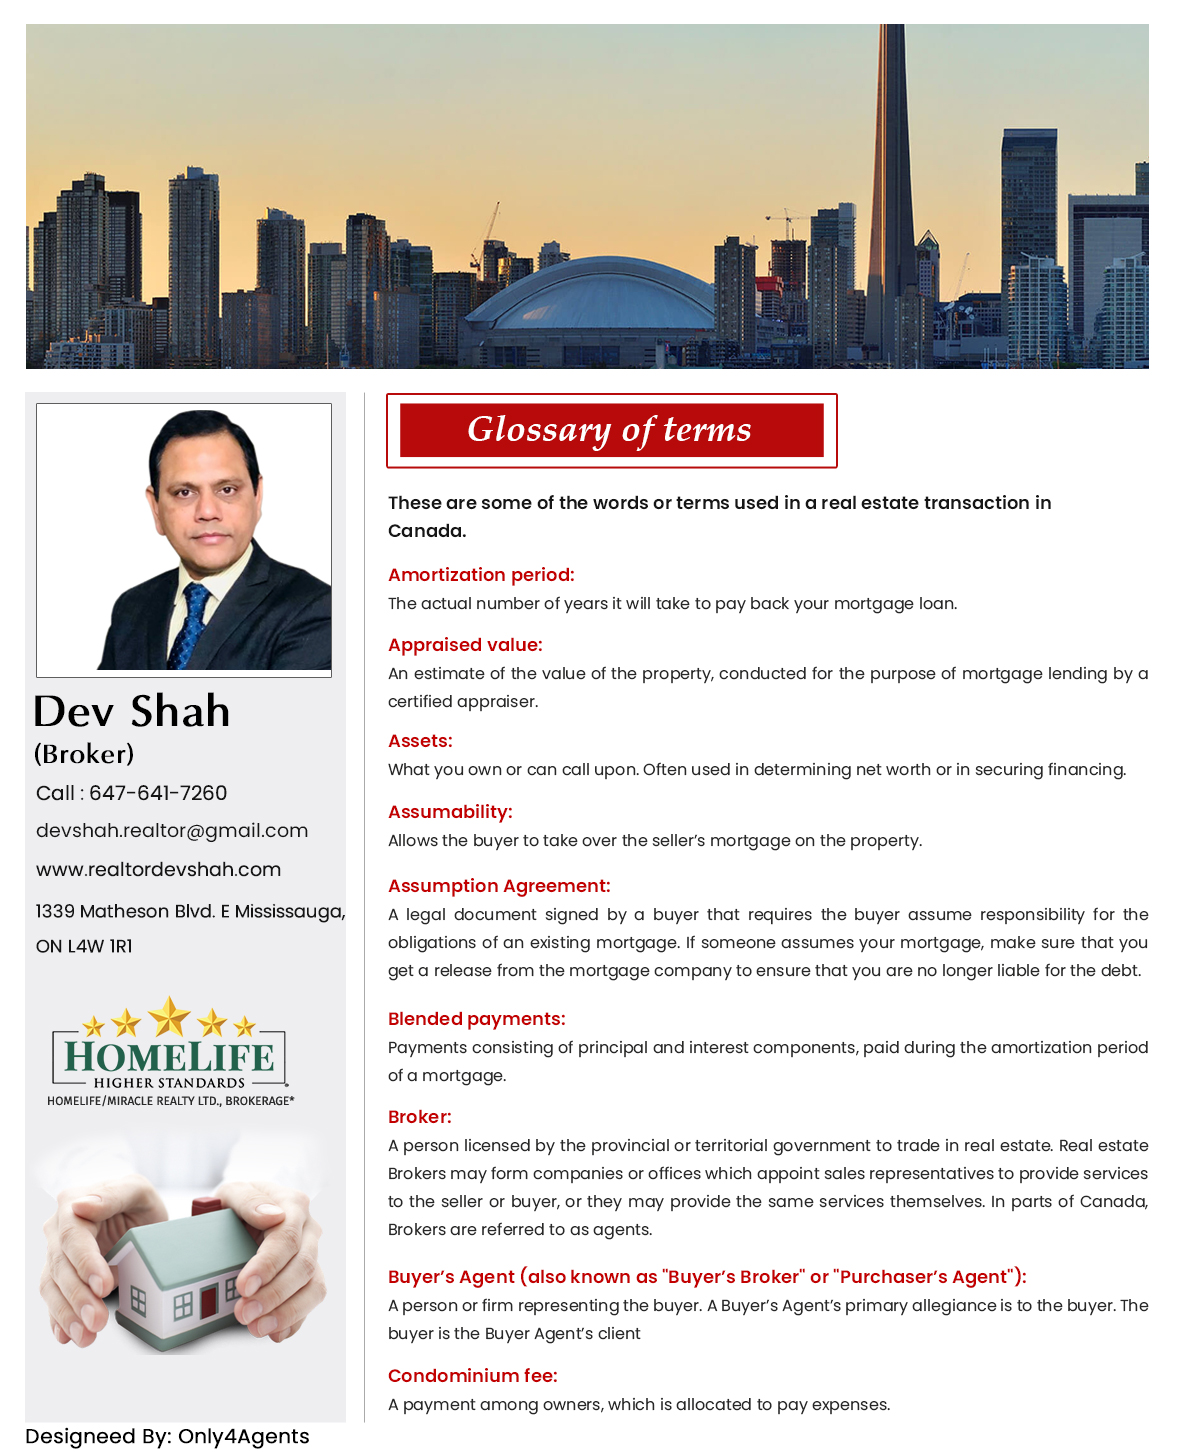 Glossary of terms
These are some of the words or terms used in a real estate transaction in
Canada.
Amortization period:
The actual number of years it will take to pay back your mortgage loan.
Appraised value:
An estimate of the value of the property, conducted for the purpose of mortgage lending by a
certified appraiser.
Assets:
What you own or can call upon. Often used in determining net worth or in securing financing.
Assumability:
Allows the buyer to take over the seller’s mortgage on the property.
Assumption Agreement:
A legal document signed by a buyer that requires the buyer assume responsibility for the
obligations of an existing mortgage. If someone assumes your mortgage, make sure that you
get a release from the mortgage company to ensure that you are no longer liable for the debt.
Blended payments:
Payments consisting of principal and interest components, paid during the amortization period
of a mortgage.
Broker:
A person licensed by the provincial or territorial government to trade in real estate. Real estate
Brokers may form companies or offices which appoint sales representatives to provide services
to the seller or buyer, or they may provide the same services themselves. In parts of Canada,
Brokers are referred to as agents.
Buyer’s Agent (also known as "Buyer’s Broker" or "Purchaser’s Agent"):
A person or firm representing the buyer. A Buyer’s Agent’s primary allegiance is to the buyer. The
buyer is the Buyer Agent’s client
Condominium fee:
A payment among owners, which is allocated to pay expenses.
Dev Shah
(Broker)
Call : 647-641-7260
devshah.realtor@gmail.com
www.realtordevshah.com
1339 Matheson Blvd. E Mississauga,
ON L4W 1R1
HOMELIFE
HIGHER STANDARDS
HOMELIFE/MIRACLE REALTY LTD., BROKERAGE*
Designeed By: Only4Agents